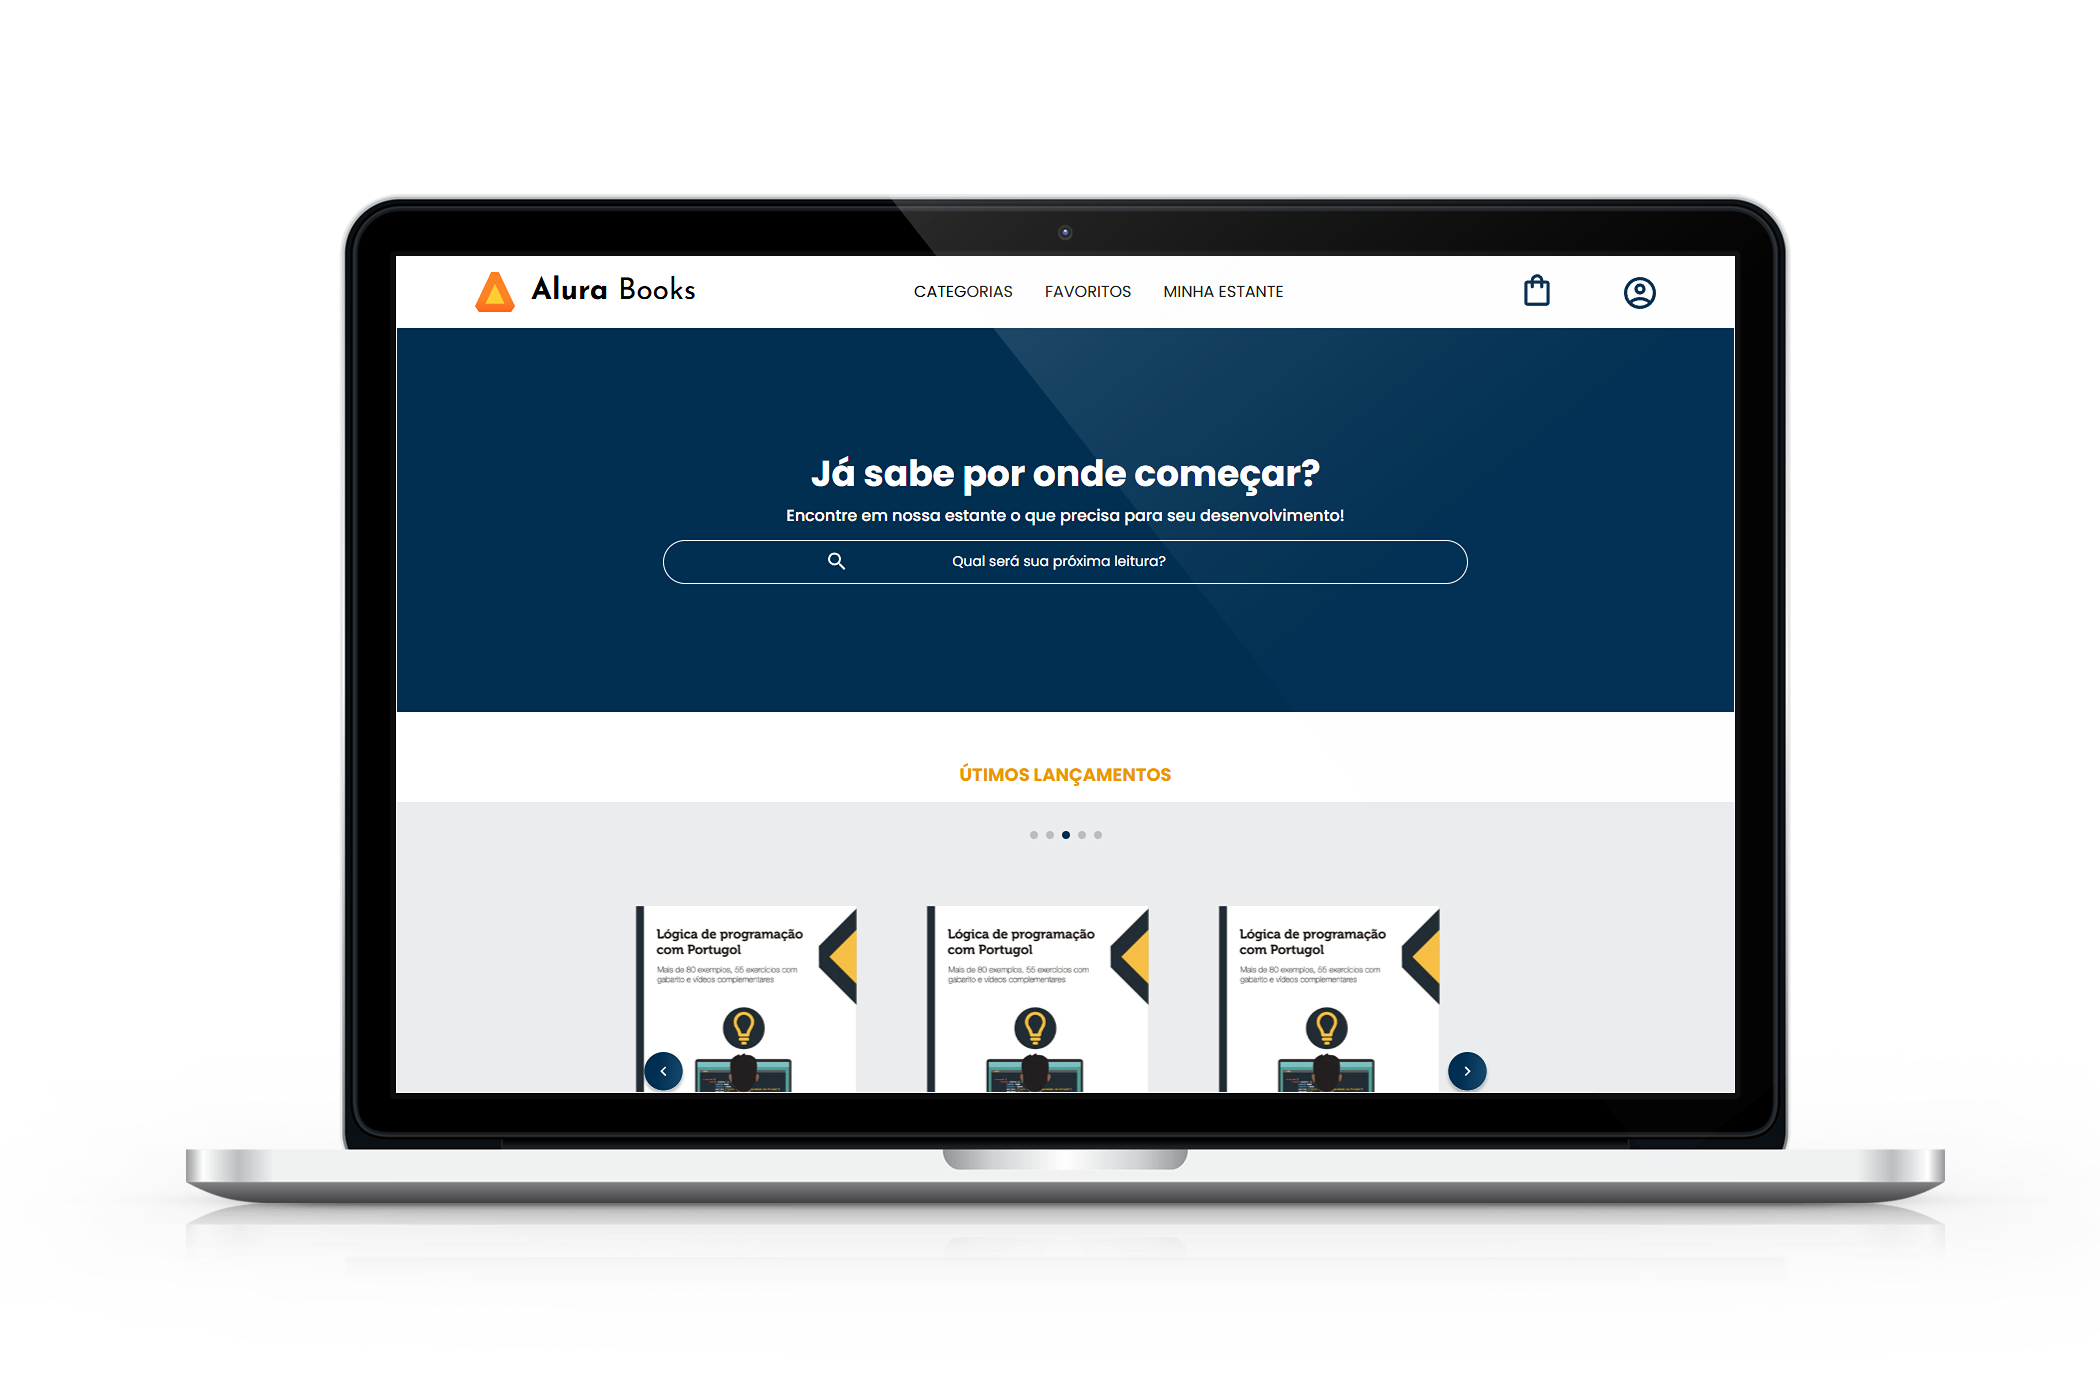 Alura Books
CATEGORIAS FAVORITOS MINHA ESTANTE
Já sabe por onde começar?
Encontre em nossa estante o que precisa para seu desenvolvimento!
Qual será sua próxima leitura?
ÚTIMOS LANÇAMENTOS
Lógica de programação
com Portugol
Mais de 80 exemplos, 55 exercícios com
gabarito e vídeos complementares
Lógica de programação
com Portugol
Mais de 80 exemplos, 55 exercícios com
gabarito e vídeos complementares
Lógica de programação
com Portugol
Mais de 80 exemplos, 55 exercícios com
gabarito e vídeos complementares